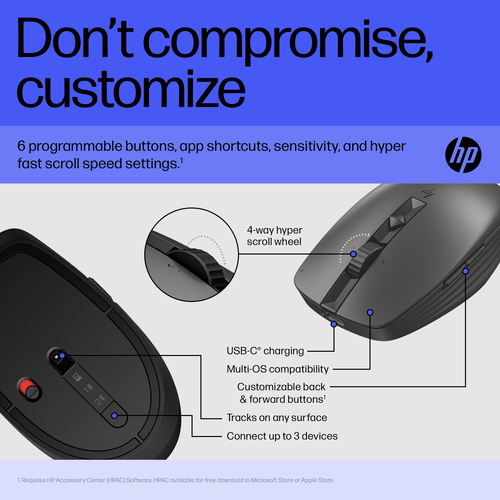 Don't compromise,
customize
6 programmable buttons, app shortcuts, sensitivity, and hyper
fast scroll speed settings.¹
hp
4-way hyper
scroll wheel
USB-C® charging
Multi-OS compatibility
Customizable back
& forward buttons¹
Tracks on any surface
Connect up to 3 devices
1. Requires HP Accessory Center (HPAC) Software. HPAC available for free download in Microsoft Store or Apple Store.